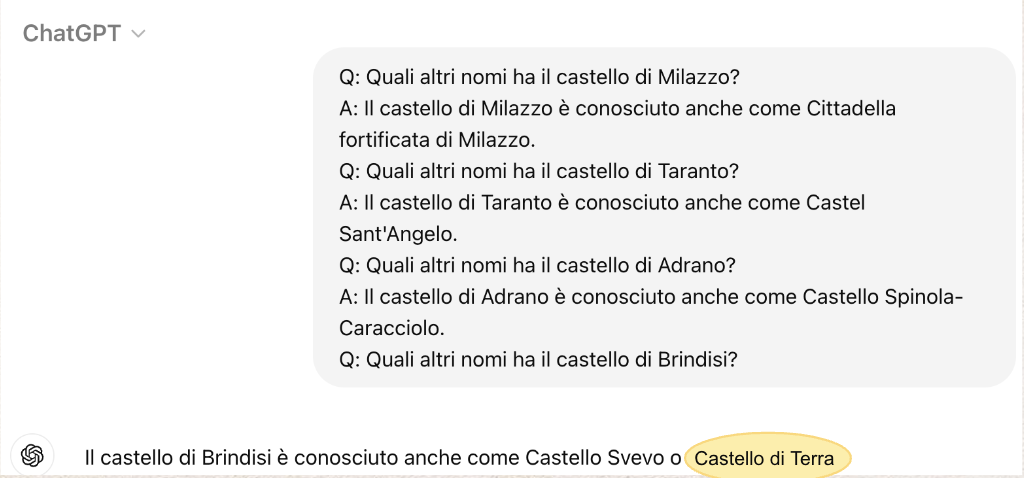 ChatGPT
Q: Quali altri nomi ha il castello di Milazzo?
A: Il castello di Milazzo è conosciuto anche come Cittadella
fortificata di Milazzo.
Q: Quali altri nomi ha il castello di Taranto?
A: Il castello di Taranto è conosciuto anche come Castel
Sant'Angelo.
Q: Quali altri nomi ha il castello di Adrano?
A: Il castello di Adrano è conosciuto anche come Castello Spinola-
Caracciolo.
Q: Quali altri nomi ha il castello di Brindisi?
Il castello di Brindisi è conosciuto anche come Castello Svevo o Castello di Terra